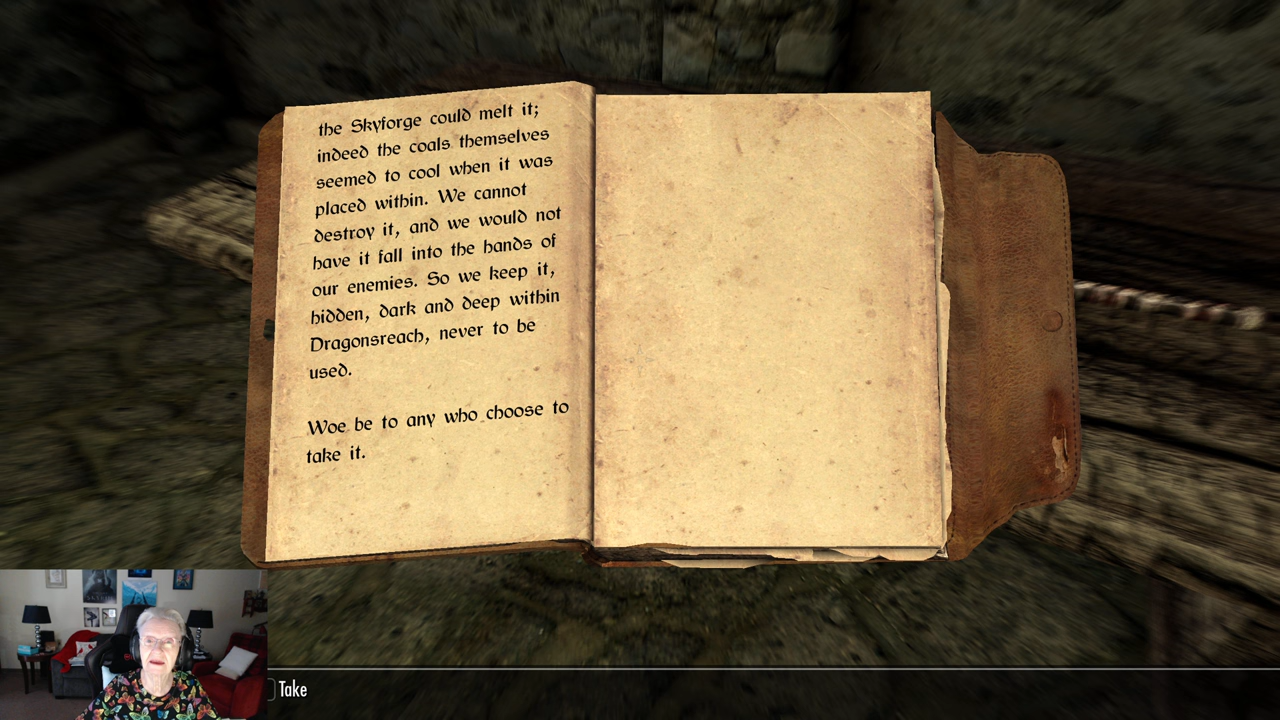 the Skyforge could melt it;
indeed the coals themselves
seemed to cool when it was
placed within. We cannot
destroy it, and we would not
have it fall into the hands of
our enemies. So we keep it,
hidden, dark and deep within
Dragonsreach, never to be
used.
Woe be to any who choose to
take it.
Take